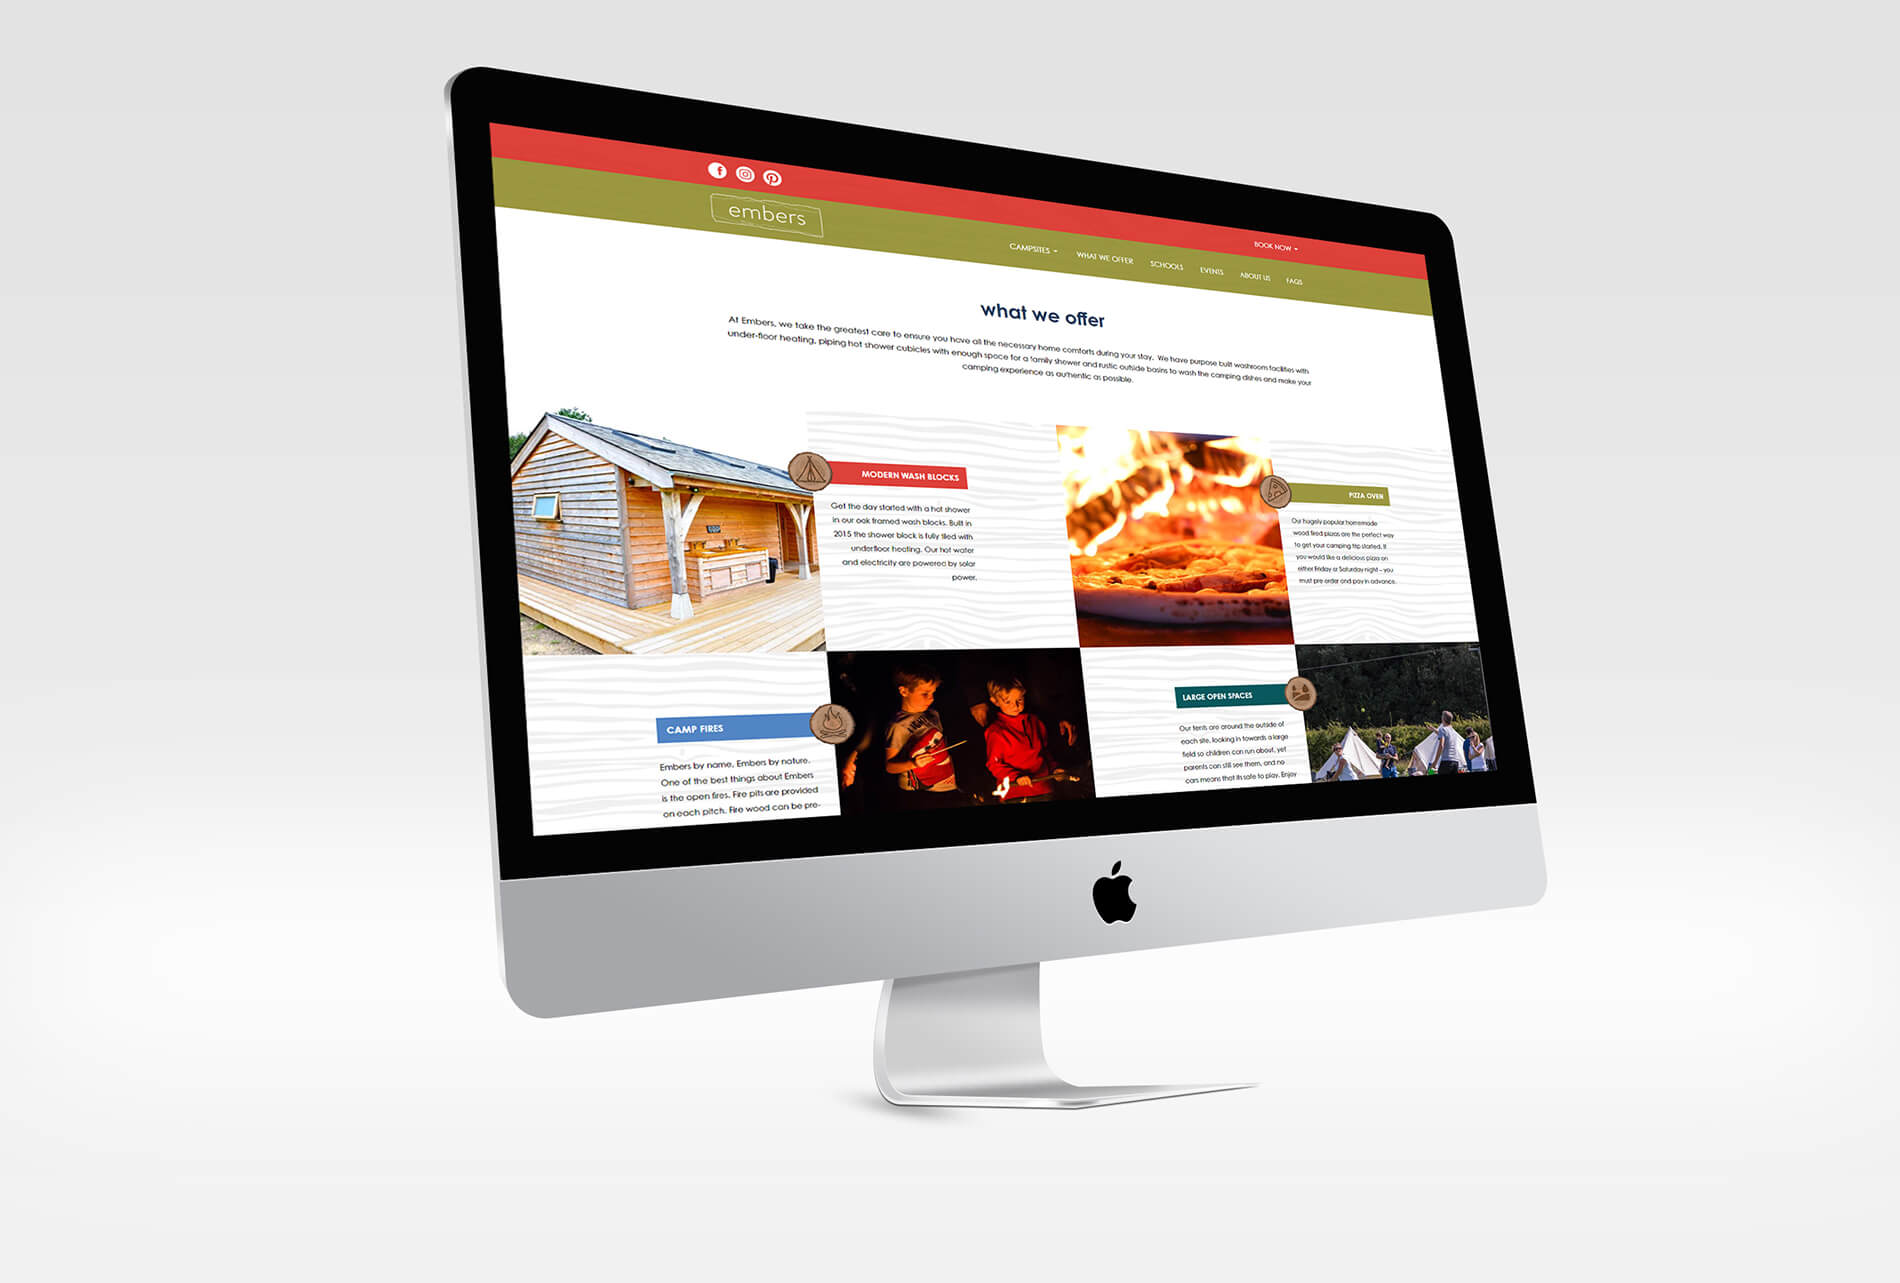 embers
BOOK NOW
CAMPSITES
WHAT WE OFFER
SCHOOLS
EVENTS
ABOUT US
FAQS
what we offer
At Embers, we take the greatest care to ensure you have all the necessary home comforts during your stay. We have purpose built washroom facilities with
under-floor heating, piping hot shower cubicles with enough space for a family shower and rustic outside basins to wash the camping dishes and make your
camping experience as authentic as possible.
MODERN WASH BLOCKS
Get the day started with a hot shower
in our oak framed wash blocks. Built in
2015 the shower block is fully tiled with
underfloor heating. Our hot water
and electricity are powered by solar
power.
PIZZA OVEN
Our hugely popular homemade
wood fired pizzas are the perfect way
to get your camping trip started. If
you would like a delicious pizza on
either Friday or Saturday night – you
must pre order and pay in advance.
CAMP FIRES
Embers by name, Embers by nature.
One of the best things about Embers
is the open fires. Fire pits are provided
on each pitch. Fire wood can be pre-
LARGE OPEN SPACES
Our tents are around the outside of
each site, looking in towards a large
field so children can run about, yet
parents can still see them, and no
cars means that its safe to play. Enjoy